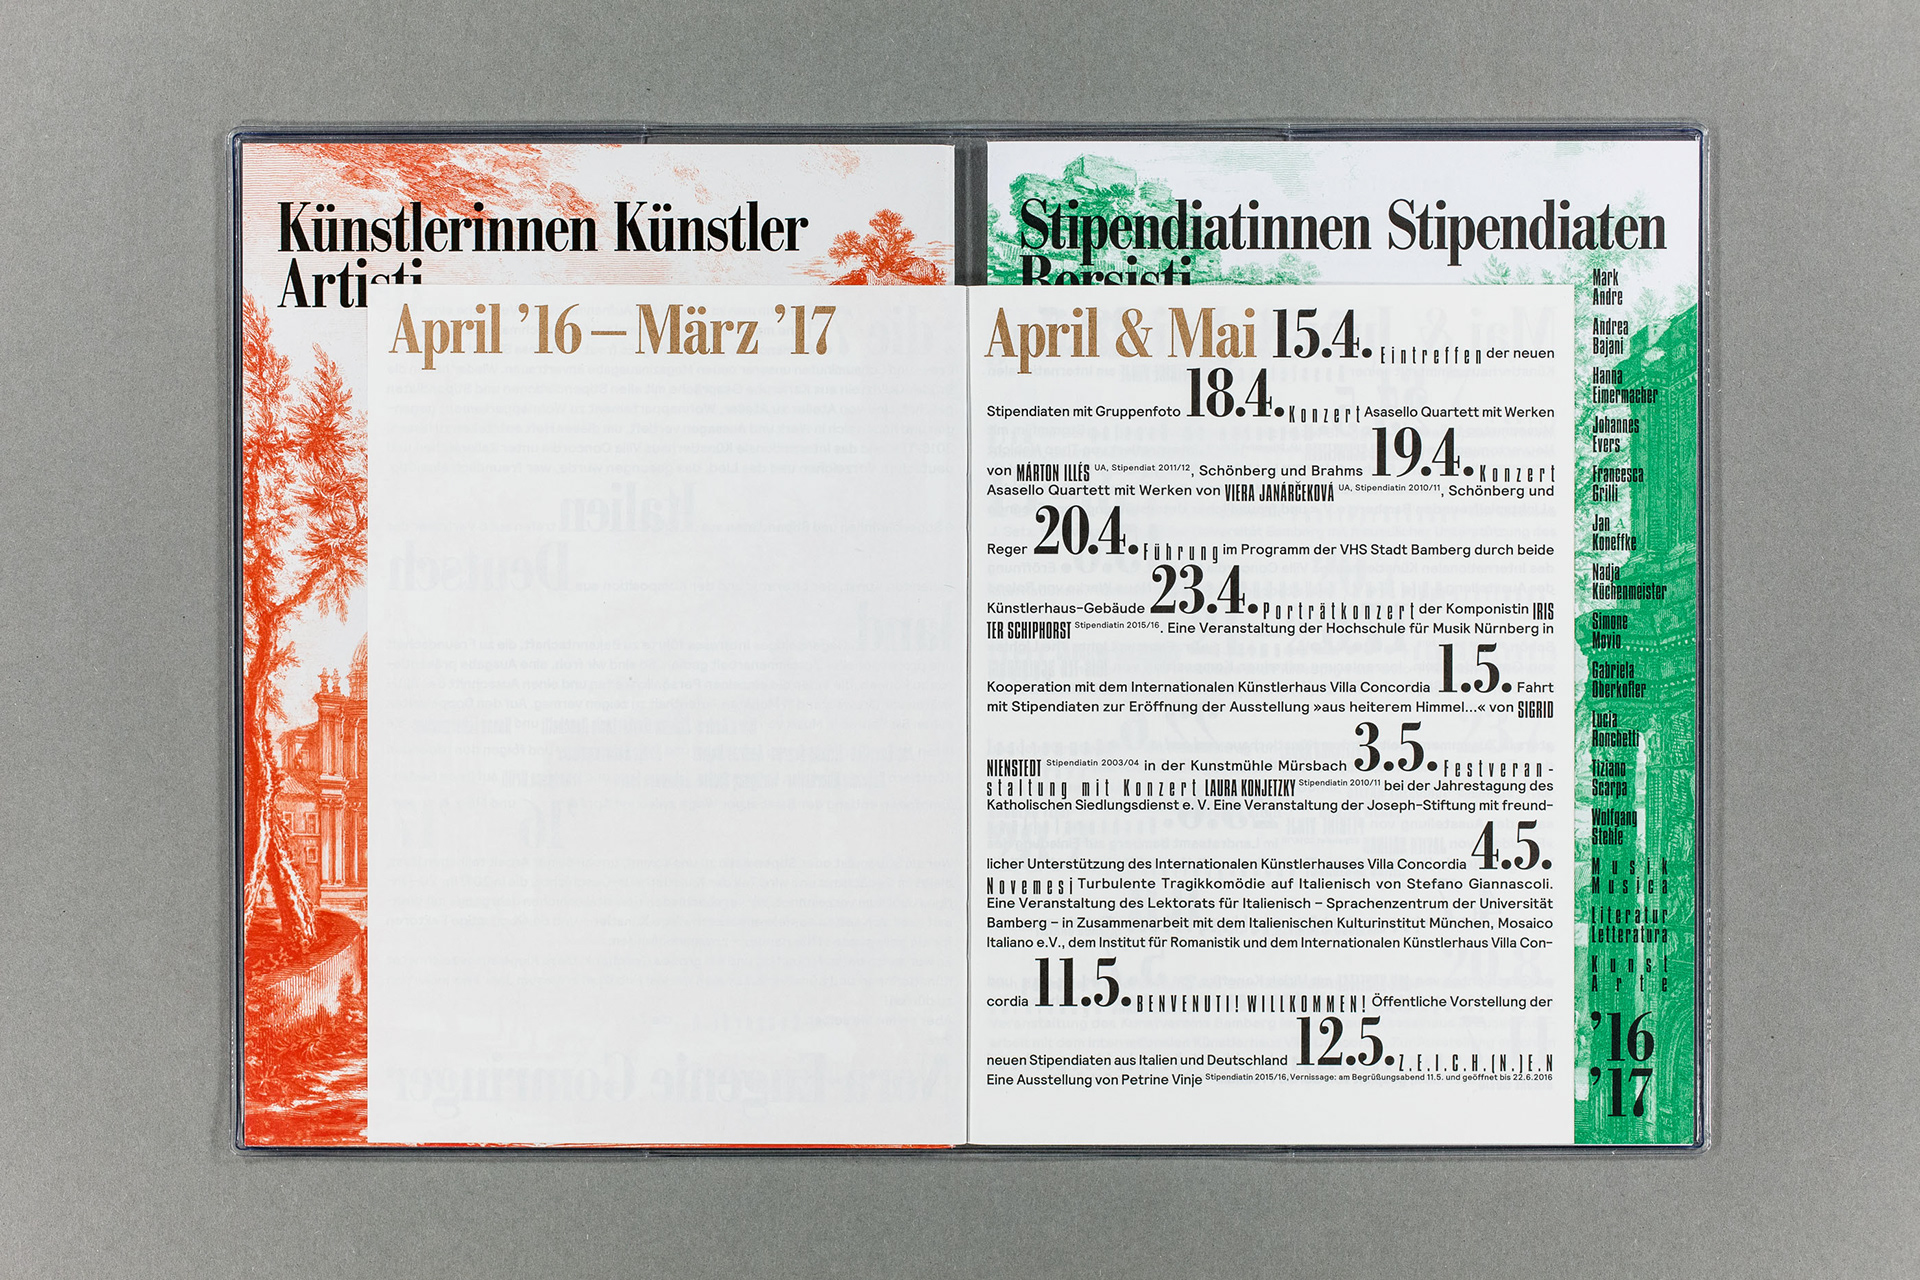 Künstlerinnen Künstler
Artisti
April ’16 – März ’17
Stipendiatinnen Stipendiaten
Borsisti
April & Mai 15.4. Eintreffen der neuen
Stipendiaten mit Gruppenfoto 18.4. Konzert Asasello Quartett mit Werken
von MÁRTON ILLÉS UA, Stipendiat 2011/12, Schönberg und Brahms 19.4. Konzert
Asasello Quartett mit Werken von VIERA JANÁRČEKOVÁ UA, Stipendiatin 2010/11, Schönberg und
Reger 20.4. Führung im Programm der VHS Stadt Bamberg durch beide
Künstlerhaus-Gebäude 23.4. Porträtkonzert der Komponistin IRIS
TER SCHIPHORST Stipendiatin 2015/16. Eine Veranstaltung der Hochschule für Musik Nürnberg in
Kooperation mit dem Internationalen Künstlerhaus Villa Concordia 1.5. Fahrt
mit Stipendiaten zur Eröffnung der Ausstellung »aus heiterem Himmel...« von SIGRID
NIENSTEDT Stipendiatin 2003/04 in der Kunstmühle Mürsbach 3.5. Festveran-
staltung mit Konzert LAURA KONJETZKY Stipendiatin 2010/11 bei der Jahrestagung des
Katholischen Siedlungsdienst e. V. Eine Veranstaltung der Joseph-Stiftung mit freund-
licher Unterstützung des Internationalen Künstlerhauses Villa Concordia 4.5.
Novemesi Turbulente Tragikkomödie auf Italienisch von Stefano Giannascoli.
Eine Veranstaltung des Lektorats für Italienisch – Sprachenzentrum der Universität
Bamberg – in Zusammenarbeit mit dem Italienischen Kulturinstitut München, Mosaico
Italiano e.V., dem Institut für Romanistik und dem Internationalen Künstlerhaus Villa Con-
cordia 11.5. BENVENUTI! WILLKOMMEN! Öffentliche Vorstellung der
neuen Stipendiaten aus Italien und Deutschland 12.5. Z.E.I.C.H.(N.)E.N
Eine Ausstellung von Petrine Vinje Stipendiatin 2015/16, Vernissage: am Begrüßungsabend 11.5. und geöffnet bis 22.6.2016
Mark
Andre
Andrea
Bajani
Hanna
Eimermacher
Johannes
Evers
Francesca
Grilli
Jan
Koneffke
Nadja
Küchenmeister
Simone
Movio
Gabriela
Oberkofler
Lucia
Ronchetti
Tiziano
Scarpa
Wolfgang
Stehle
Musik
Musica
Literatur
Letteratura
Kunst
Arte
’16
’17